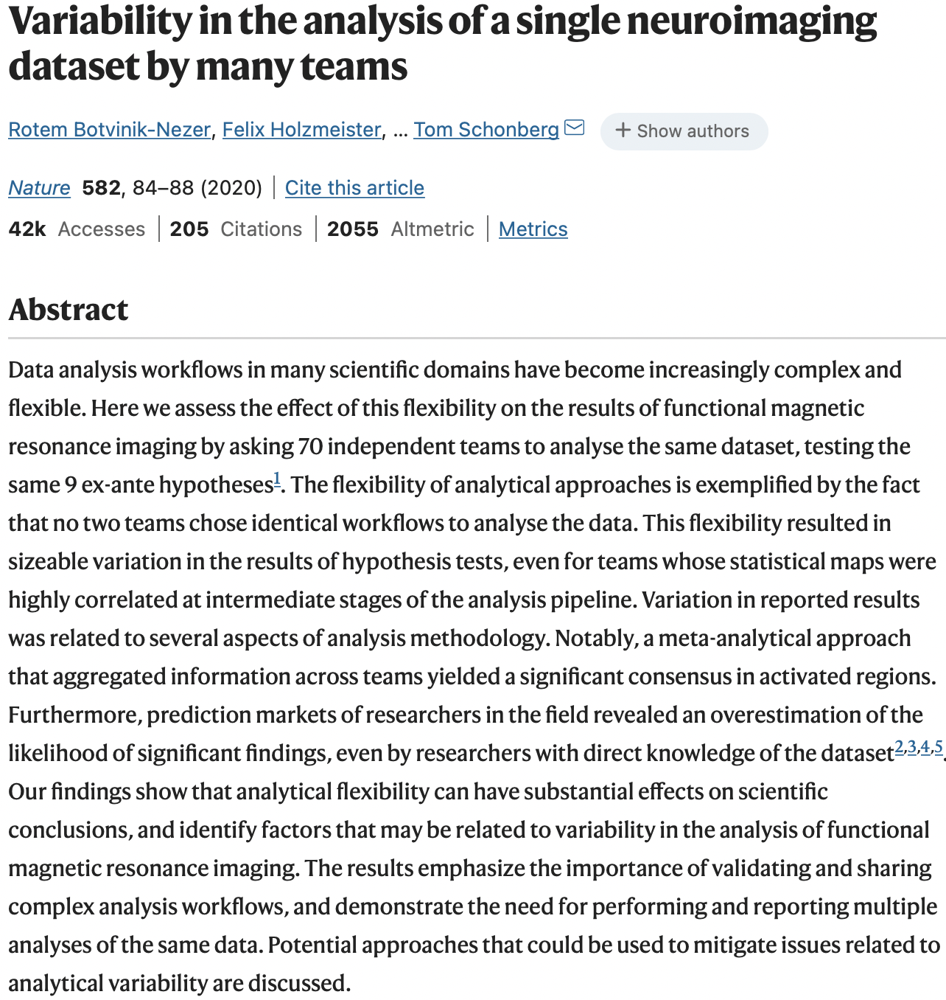 Variability in the analysis of a single neuroimaging
dataset by many teams
Rotem Botvinik-Nezer, Felix Holzmeister, ... Tom Schonberg + Show authors
Nature 582, 84–88 (2020) | Cite this article
42k Accesses | 205 Citations | 2055 Altmetric | Metrics
Abstract
Data analysis workflows in many scientific domains have become increasingly complex and
flexible. Here we assess the effect of this flexibility on the results of functional magnetic
resonance imaging by asking 70 independent teams to analyse the same dataset, testing the
same 9 ex-ante hypotheses1. The flexibility of analytical approaches is exemplified by the fact
that no two teams chose identical workflows to analyse the data. This flexibility resulted in
sizeable variation in the results of hypothesis tests, even for teams whose statistical maps were
highly correlated at intermediate stages of the analysis pipeline. Variation in reported results
was related to several aspects of analysis methodology. Notably, a meta-analytical approach
that aggregated information across teams yielded a significant consensus in activated regions.
Furthermore, prediction markets of researchers in the field revealed an overestimation of the
likelihood of significant findings, even by researchers with direct knowledge of the dataset2,3,4,5.
Our findings show that analytical flexibility can have substantial effects on scientific
conclusions, and identify factors that may be related to variability in the analysis of functional
magnetic resonance imaging. The results emphasize the importance of validating and sharing
complex analysis workflows, and demonstrate the need for performing and reporting multiple
analyses of the same data. Potential approaches that could be used to mitigate issues related to
analytical variability are discussed.